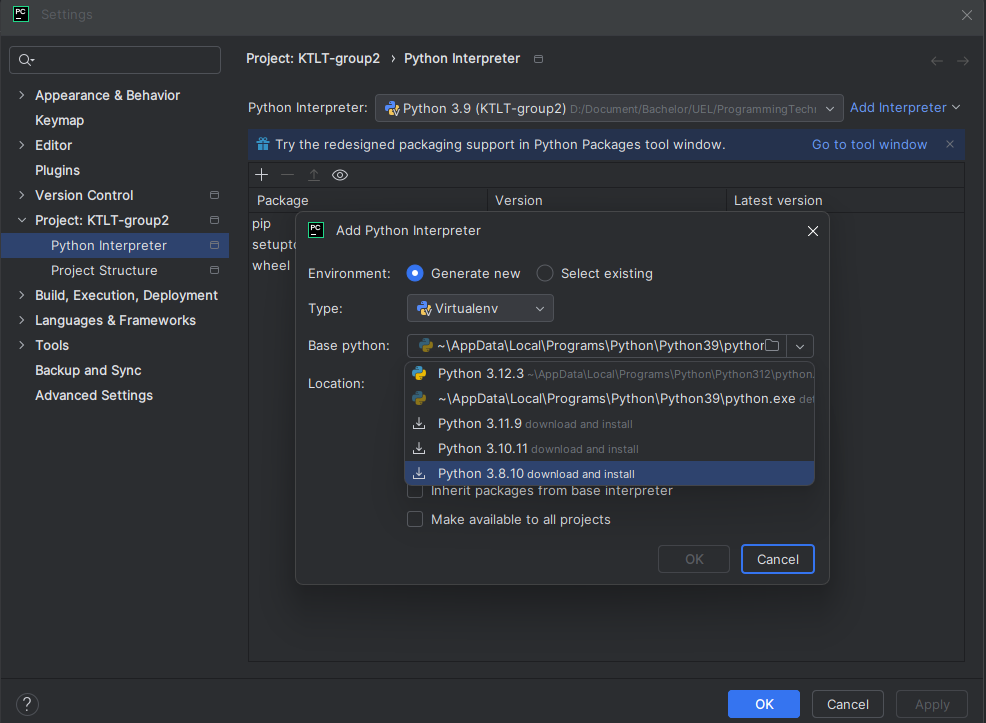 PC Settings
Project: KTLT-group2 › Python Interpreter
Appearance & Behavior
Keymap
Editor
Plugins
Version Control
Project: KTLT-group2
Python Interpreter
Project Structure
Build, Execution, Deployment
Languages & Frameworks
Tools
Backup and Sync
Advanced Settings
Python Interpreter: Python 3.9 (KTLT-group2) D:/Document/Bachelor/UEL/ProgrammingTechr Add Interpreter
Try the redesigned packaging support in Python Packages tool window. Go to tool window
Package Version Latest version
pip
setupto
wheel
PC Add Python Interpreter
Environment: Generate new Select existing
Type: Virtualenv
Base python: ~\AppData\Local\Programs\Python\Python39\python
Location:
Python 3.12.3 ~\AppData\Local\Programs\Python\Python312\python.
~\AppData\Local\Programs\Python\Python39\python.exe det
Python 3.11.9 download and install
Python 3.10.11 download and install
Python 3.8.10 download and install
Inherit packages from base interpreter
Make available to all projects
OK Cancel
? OK Cancel Apply